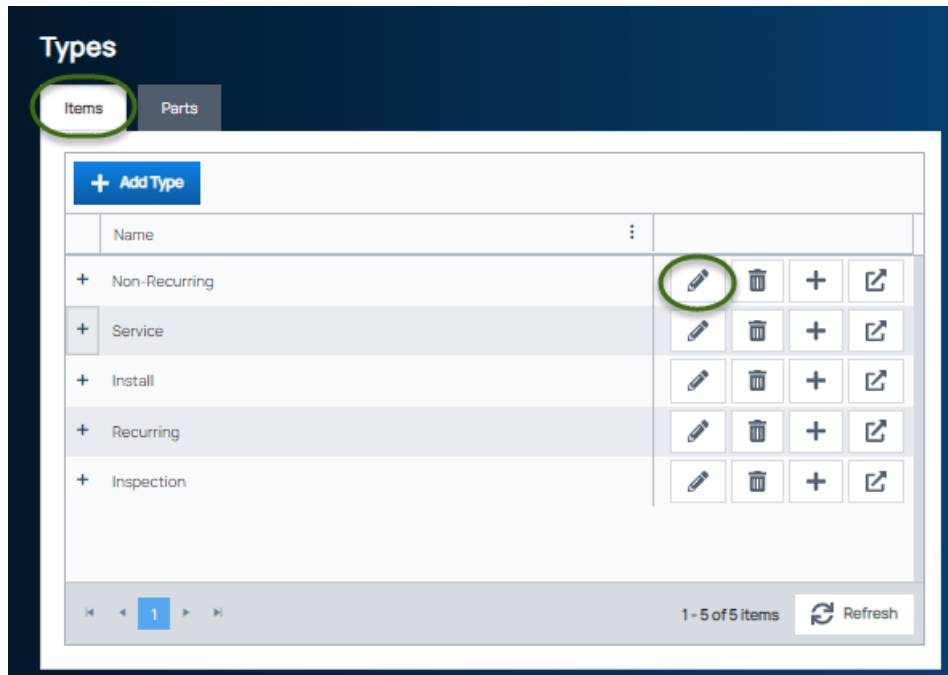 Types
Items Parts
Add Type
Name
Non-Recurring
Service
Install
Recurring
Inspection
1 1 - 5 of 5 items Refresh